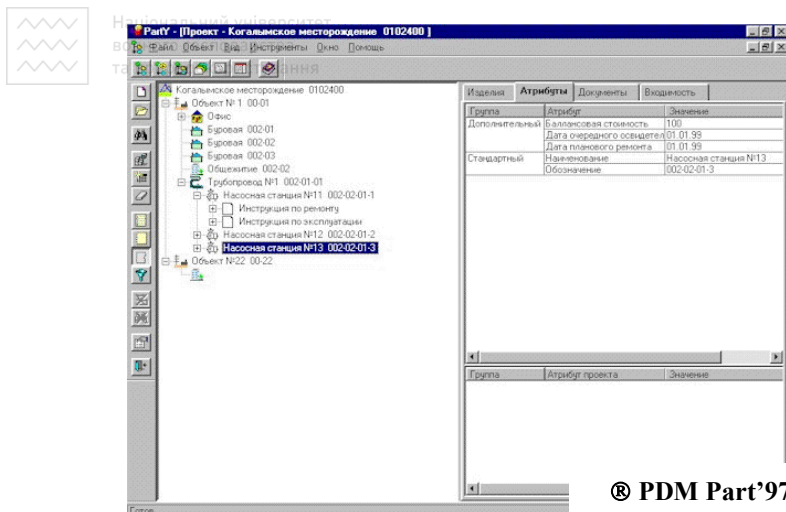 Національний університет
PartY - [Проект - Когалымское месторождение 0102400 ]
Файл Объект Вид Инструменты Окно Помощь
Когалымское месторождение 0102400
Объект №1 00-01
Офис
Буровая 002-01
Буровая 002-02
Буровая 002-03
Общежитие 002-02
Трубопровод №1 002-01-01
Насосная станция №11 002-02-01-1
Инструкция по ремонту
Инструкция по эксплуатации
Насосная станция №12 002-02-01-2
Насосная станция №13 002-02-01-3
Объект №22 00-22
Изделия Атрибуты Документы Входимость
Группа Атрибут Значение
Дополнительный Баллансовая стоимость 100
Дата очередного освидетел 01.01.99
Дата планового ремонта 01.01.99
Стандартный Наименование Насосная станция №13
Обозначение 002-02-01-3
Группа Атрибут проекта Значение
® PDM Part’97
Готов